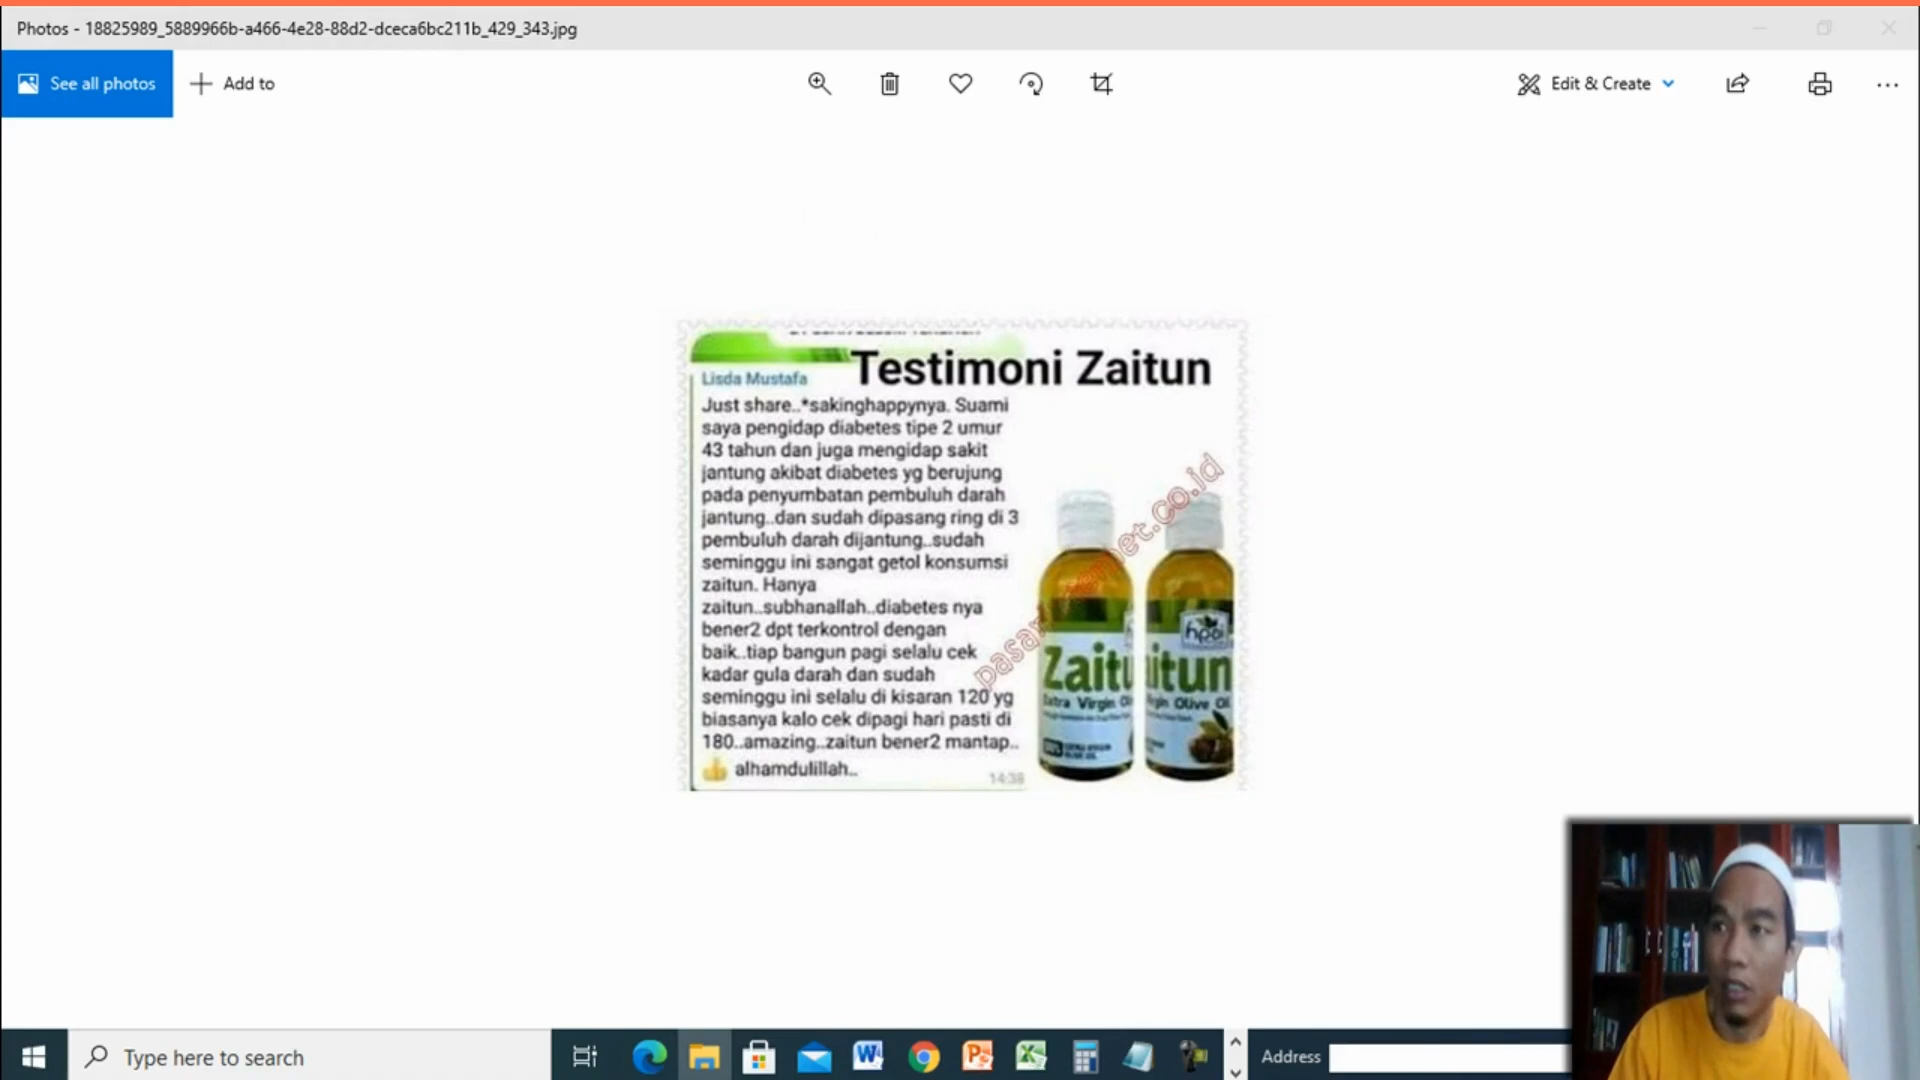 Photos - 18825989_5889966b-a466-4e28-88d2-dceca6bc211b_429_343.jpg
See all photos
Add to
Edit & Create
Testimoni Zaitun
Lisda Mustafa
Just share..*sakinghappynya. Suami
saya pengidap diabetes tipe 2 umur
43 tahun dan juga mengidap sakit
jantung akibat diabetes yg berujung
pada penyumbatan pembuluh darah
jantung..dan sudah dipasang ring di 3
pembuluh darah dijantung..sudah
seminggu ini sangat getol konsumsi
zaitun. Hanya
zaitun..subhanallah..diabetes nya
bener2 dpt terkontrol dengan
baik..tiap bangun pagi selalu cek
kadar gula darah dan sudah
seminggu ini selalu di kisaran 120 yg
biasanya kalo cek dipagi hari pasti di
180..amazing..zaitun bener2 mantap..
alhamdulillah..
14:38
hpai
Zaitu
itun
Extra Virgin
Virgin Olive Oil
Type here to search
Address